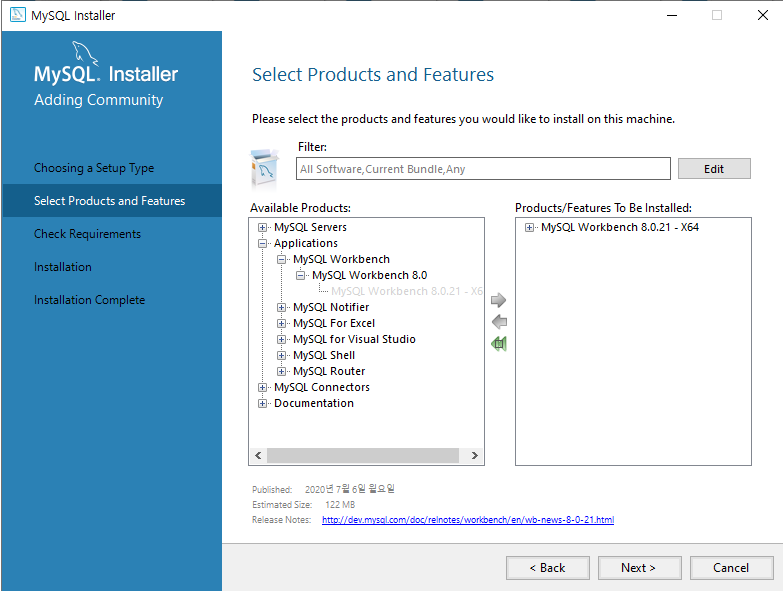 MySQL Installer
MySQL. Installer
Adding Community
Choosing a Setup Type
Select Products and Features
Check Requirements
Installation
Installation Complete
Select Products and Features
Please select the products and features you would like to install on this machine.
Filter:
All Software,Current Bundle,Any
Edit
Available Products:
MySQL Servers
Applications
MySQL Workbench
MySQL Workbench 8.0
MySQL Workbench 8.0.21 - X6
MySQL Notifier
MySQL For Excel
MySQL for Visual Studio
MySQL Shell
MySQL Router
MySQL Connectors
Documentation
Products/Features To Be Installed:
MySQL Workbench 8.0.21 - X64
Published: 2020년 7월 6일 월요일
Estimated Size: 122 MB
Release Notes: http://dev.mysql.com/doc/relnotes/workbench/en/wb-news-8-0-21.html
< Back
Next >
Cancel